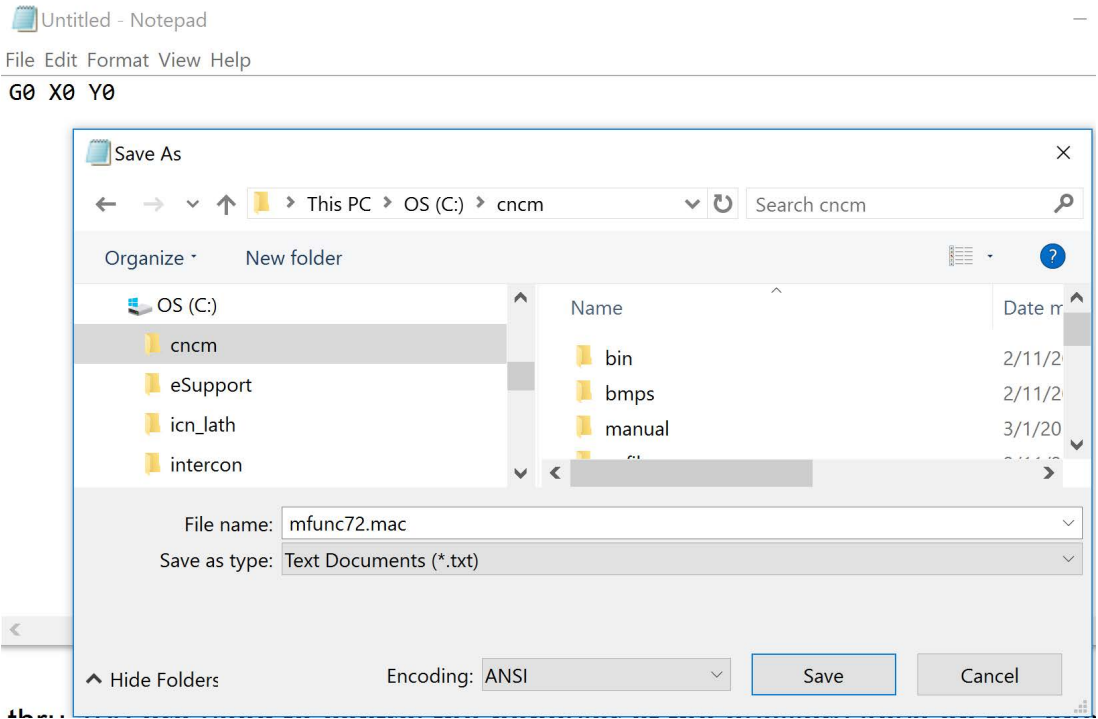 Untitled - Notepad
File Edit Format View Help
G0 X0 Y0
Save As
This PC > OS (C:) > cncm Search cncm
Organize New folder
OS (C:) Name Date m
cncm bin 2/11/2
eSupport bmps 2/11/2
icn_lath manual 3/1/20
intercon
File name: mfunc72.mac
Save as type: Text Documents (*.txt)
Hide Folders Encoding: ANSI Save Cancel